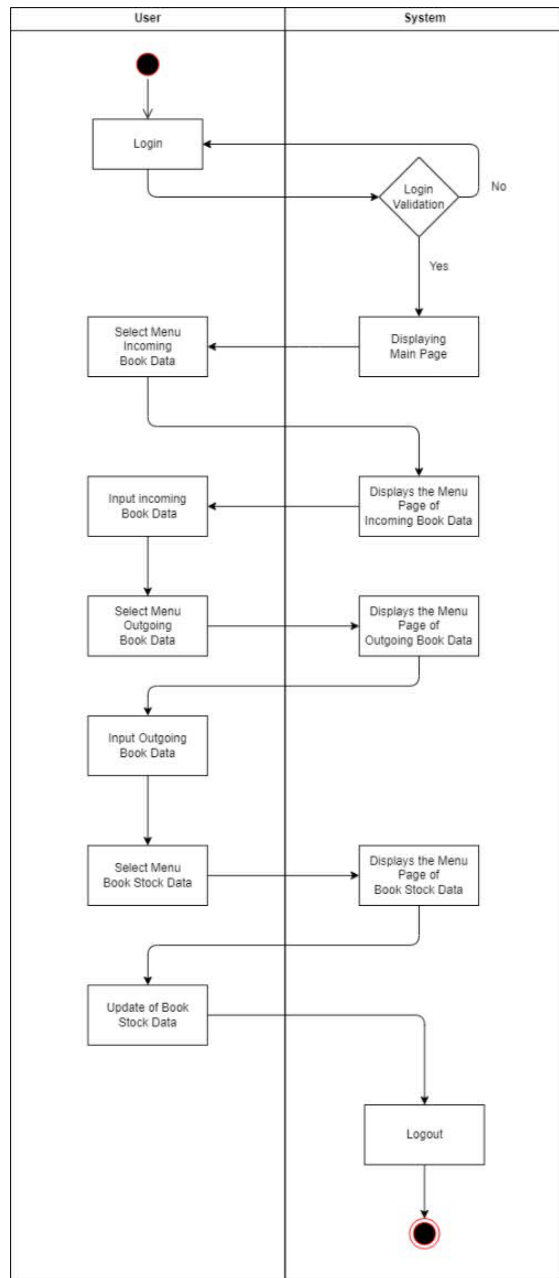 User
System
Login
Login
Validation
No
Yes
Select Menu
Incoming
Book Data
Displaying
Main Page
Input incoming
Book Data
Displays the Menu
Page of
Incoming Book Data
Select Menu
Outgoing
Book Data
Displays the Menu
Page of
Outgoing Book Data
Input Outgoing
Book Data
Select Menu
Book Stock Data
Displays the Menu
Page of
Book Stock Data
Update of Book
Stock Data
Logout